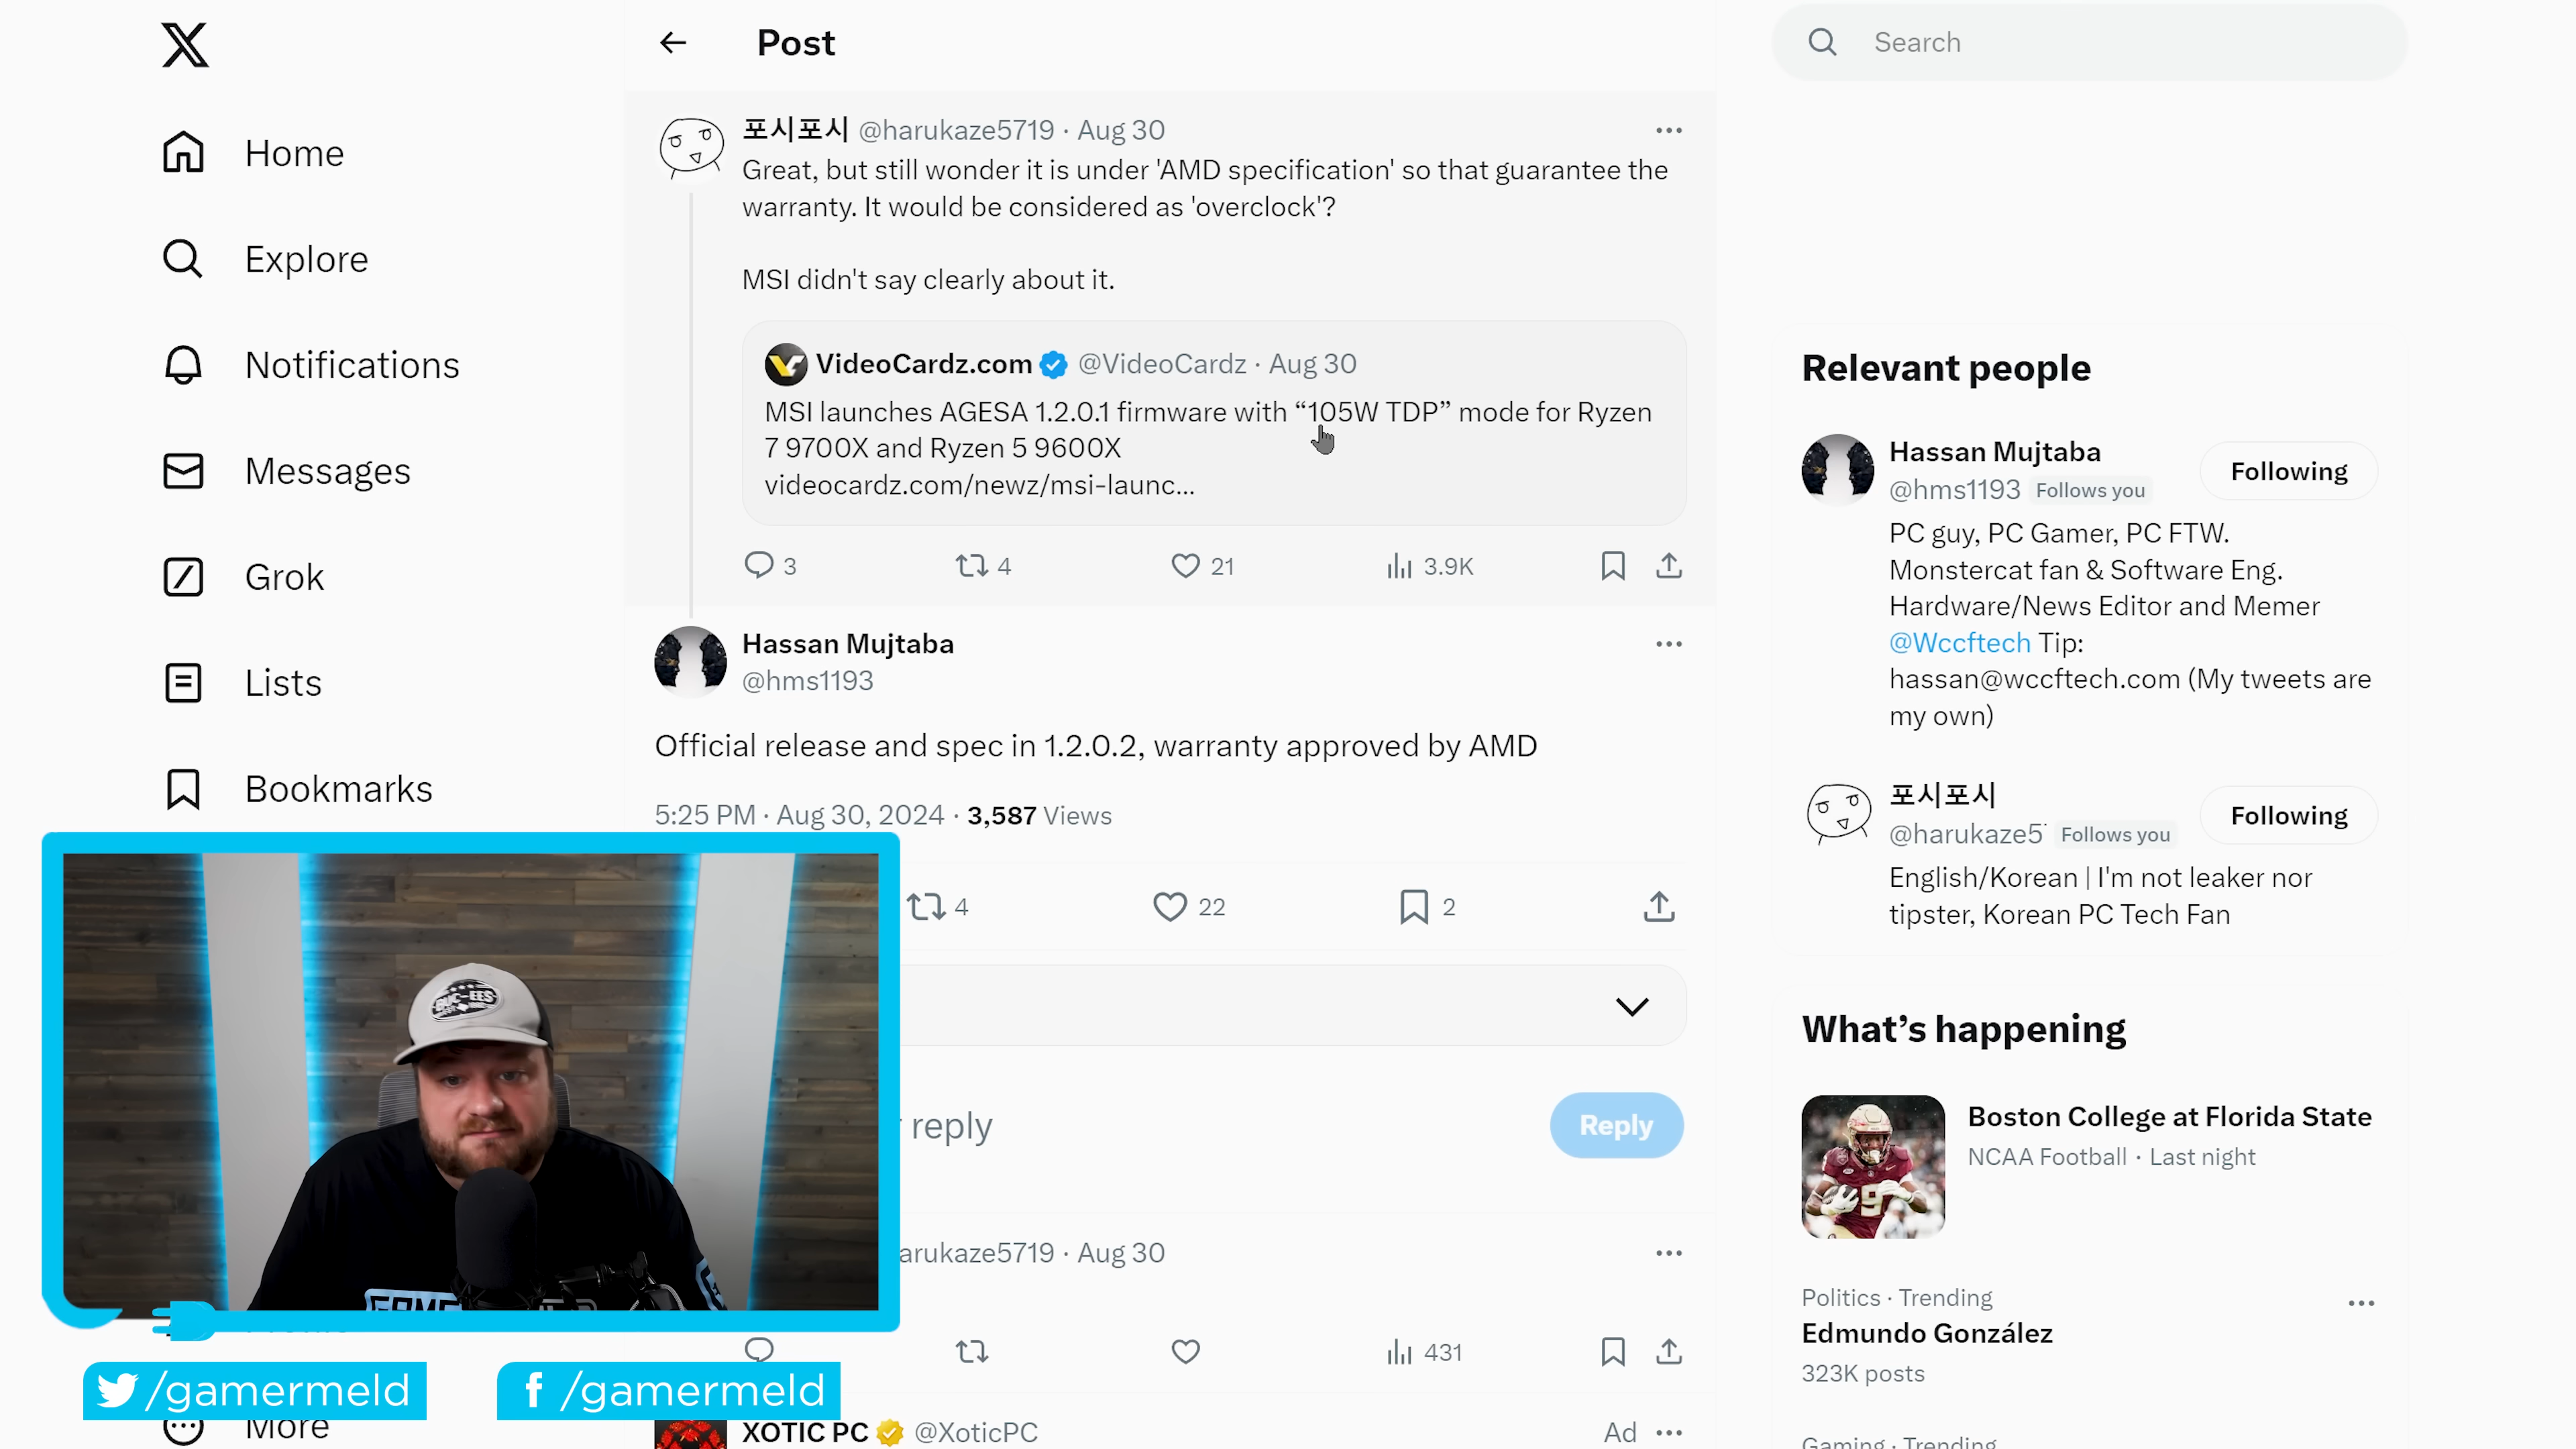 Post
Search
포시포시 @harukaze5719 · Aug 30
Great, but still wonder it is under 'AMD specification' so that guarantee the
warranty. It would be considered as 'overclock'?
MSI didn't say clearly about it.
VideoCardz.com @VideoCardz · Aug 30
MSI launches AGESA 1.2.0.1 firmware with “105W TDP” mode for Ryzen
7 9700X and Ryzen 5 9600X
videocardz.com/newz/msi-launc...
3 4 21 3.9K
Hassan Mujtaba
@hms1193
Official release and spec in 1.2.0.2, warranty approved by AMD
5:25 PM · Aug 30, 2024 · 3,587 Views
4 22 2
reply
Reply
arukaze5719 · Aug 30
431
XOTIC PC @XoticPC Ad
Home
Explore
Notifications
Messages
Grok
Lists
Bookmarks
More
BUC-EES
/gamermeld
/gamermeld
Relevant people
Hassan Mujtaba
Following
@hms1193 Follows you
PC guy, PC Gamer, PC FTW.
Monstercat fan & Software Eng.
Hardware/News Editor and Memer
@Wccftech Tip:
hassan@wccftech.com (My tweets are
my own)
포시포시
Following
@harukaze5 Follows you
English/Korean | I'm not leaker nor
tipster, Korean PC Tech Fan
What’s happening
Boston College at Florida State
NCAA Football · Last night
Politics · Trending
Edmundo González
323K posts
Gaming · Trending